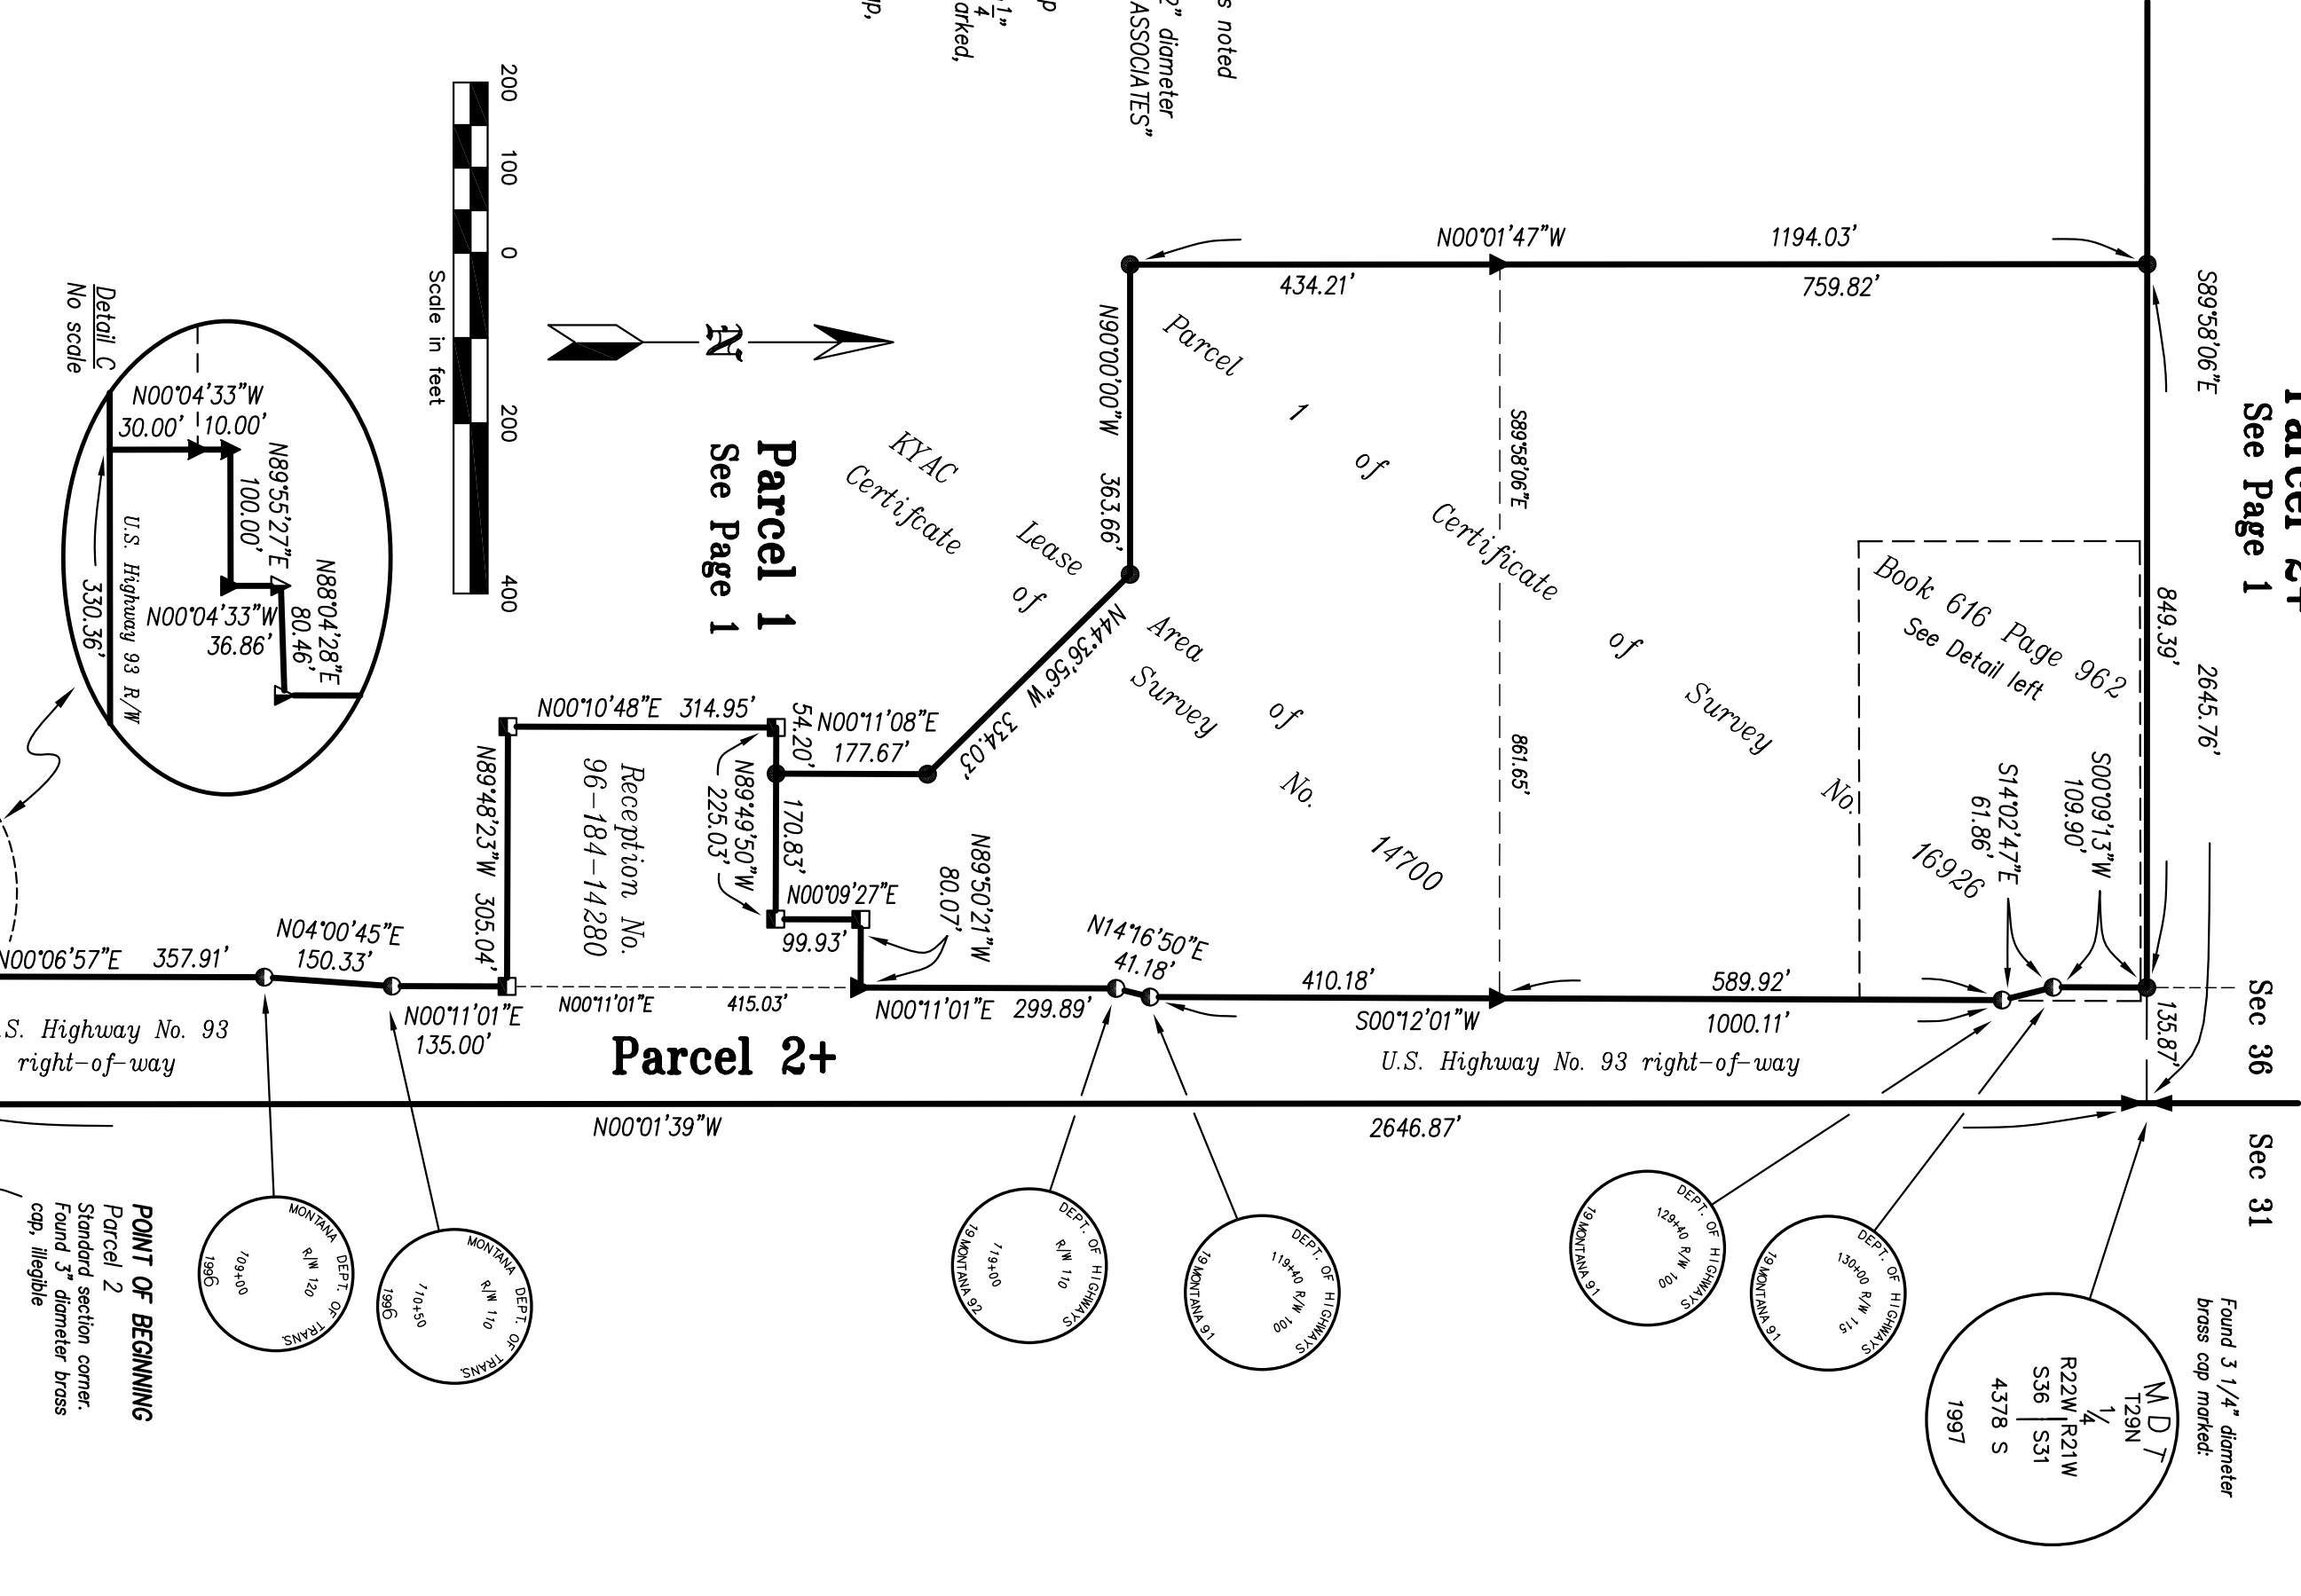 s noted
2" diameter
ASSOCIATES"
p
1"
4
arked,
ap,
200
100
0
200
400
Scale in feet
N
Detail C
No scale
N00°04'33"W
30.00'
10.00'
N89°55'27"E
100.00'
N00°04'33"W
36.86'
N88°04'28"E
80.46'
U.S. Highway 93 R/W
330.36'
Parcel 1
See Page 1
Parcel 2+
See Page 1
N00°01'47"W
1194.03'
434.21'
759.82'
S89°58'06"E
849.39'
2645.76'
135.87'
N90°00'00"W 363.66'
N44°36'56"W 334.03'
S89°58'06"E
861.65'
Parcel 1 of Certificate of Survey No. 16926
KYAC Lease Area of
Certifcate of Survey No. 14700
Book 616 Page 962
See Detail left
S00°09'13"W
109.90'
S14°02'47"E
61.86'
N00°10'48"E 314.95'
54.20'
N00°11'08"E
177.67'
N89°48'23"W 305.04'
Reception No.
96-184-14280
N89°49'50"W
225.03'
170.83'
N00°09'27"E
99.93'
N89°50'21"W
80.07'
N14°16'50"E
41.18'
410.18'
589.92'
S00°12'01"W
1000.11'
N00°06'57"E 357.91'
N04°00'45"E
150.33'
N00°11'01"E
135.00'
N00°11'01"E
415.03'
N00°11'01"E 299.89'
.S. Highway No. 93
right-of-way
Parcel 2+
U.S. Highway No. 93 right-of-way
N00°01'39"W
2646.87'
Sec 36
Sec 31
POINT OF BEGINNING
Parcel 2
Standard section corner.
Found 3" diameter brass
cap, illegible
MONTANA DEPT. OF TRANS.
R/W 120
109+00
1996
MONTANA DEPT. OF TRANS.
R/W 110
110+50
1996
DEPT. OF HIGHWAYS
R/W 110
119+00
19 MONTANA 92
DEPT. OF HIGHWAYS
119+40 R/W 100
19 MONTANA 91
DEPT. OF HIGHWAYS
129+40 R/W 100
19 MONTANA 91
DEPT. OF HIGHWAYS
130+00 R/W 115
19 MONTANA 91
Found 3 1/4" diameter
brass cap marked:
M D T
T29N
1/4
R22W R21W
S36 S31
4378 S
1997